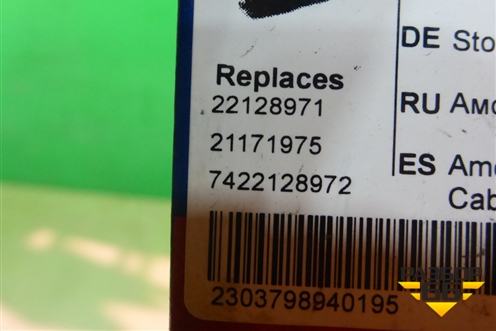 Replaces
22128971
21171975
7422128972
DE Sto
RU Амо
ES Amo
Cab
2303798940195